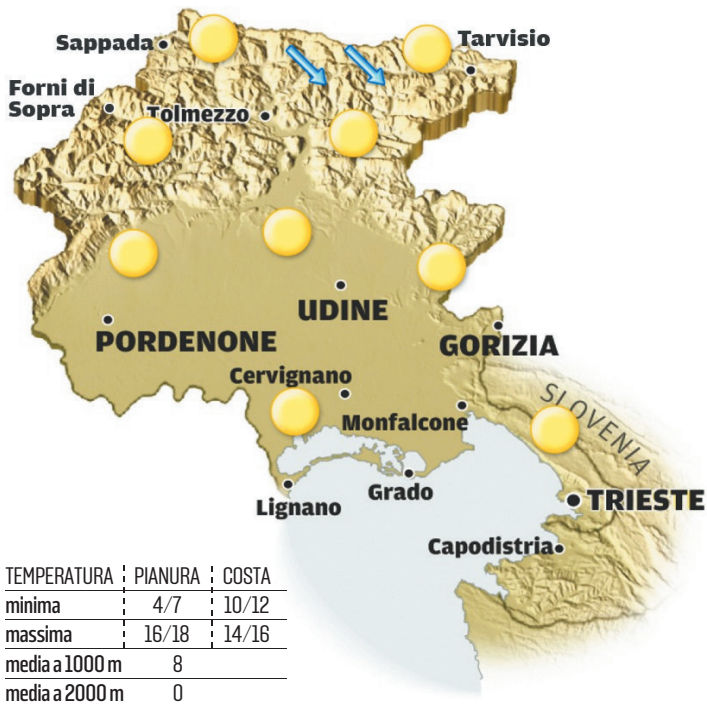 Sappada
Tarvisio
Forni di
Sopra
Tolmezzo
UDINE
PORDENONE
GORIZIA
Cervignano
SLOVENIA
Monfalcone
Grado
Lignano
TRIESTE
Capodistria
TEMPERATURA PIANURA COSTA
minima 4/7 10/12
massima 16/18 14/16
media a 1000 m 8
media a 2000 m 0